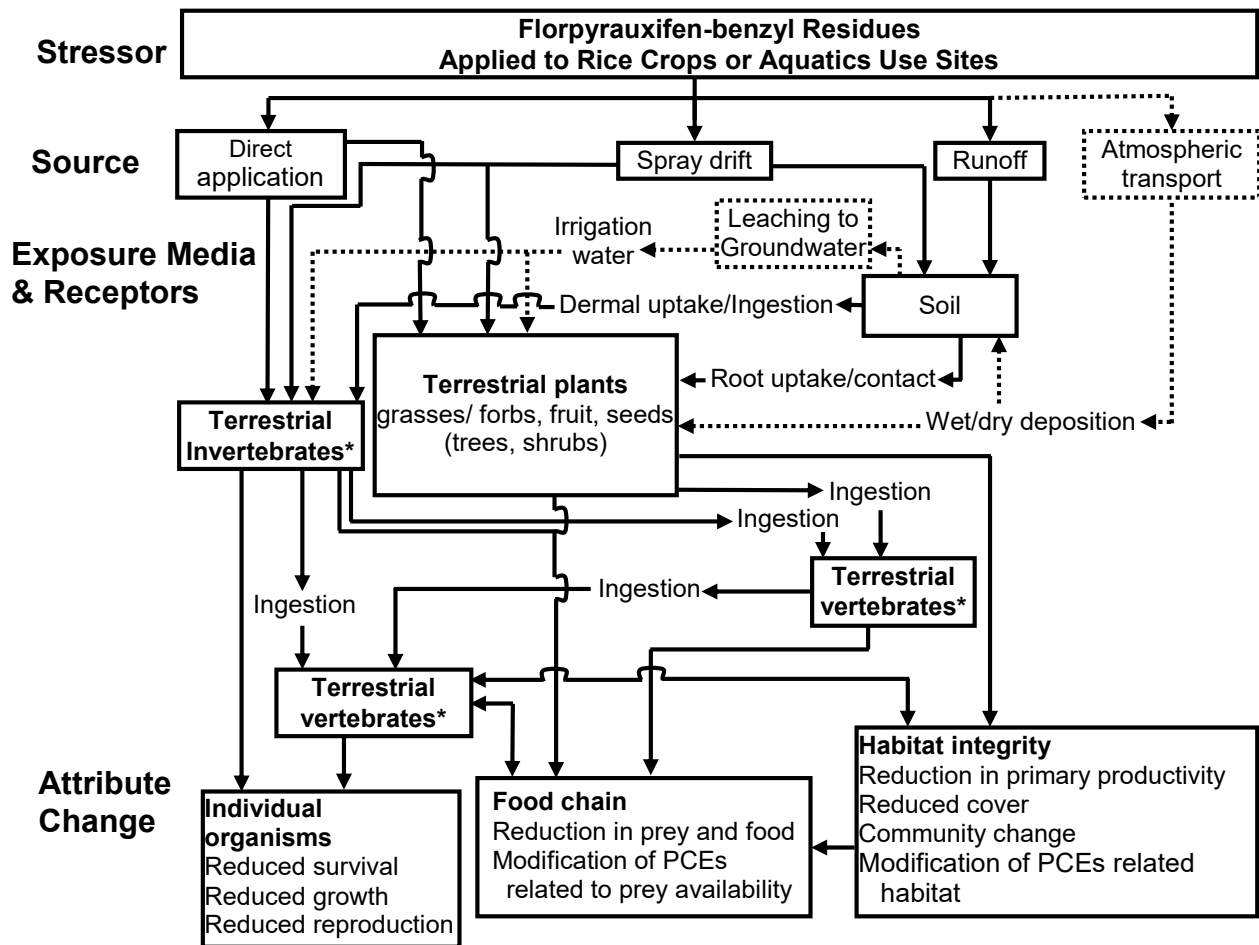 Stressor
Florpyrauxifen-benzyl Residues
Applied to Rice Crops or Aquatics Use Sites
Source
Direct
application
Spray drift
Runoff
Atmospheric
transport
Exposure Media
& Receptors
Irrigation
water
Leaching to
Groundwater
Dermal uptake/Ingestion
Soil
Terrestrial plants
grasses/ forbs, fruit, seeds
(trees, shrubs)
Root uptake/contact
Wet/dry deposition
Terrestrial
Invertebrates*
Ingestion
Ingestion
Ingestion
Ingestion
Terrestrial
vertebrates*
Terrestrial
vertebrates*
Attribute
Change
Individual
organisms
Reduced survival
Reduced growth
Reduced reproduction
Food chain
Reduction in prey and food
Modification of PCEs
related to prey availability
Habitat integrity
Reduction in primary productivity
Reduced cover
Community change
Modification of PCEs related
habitat